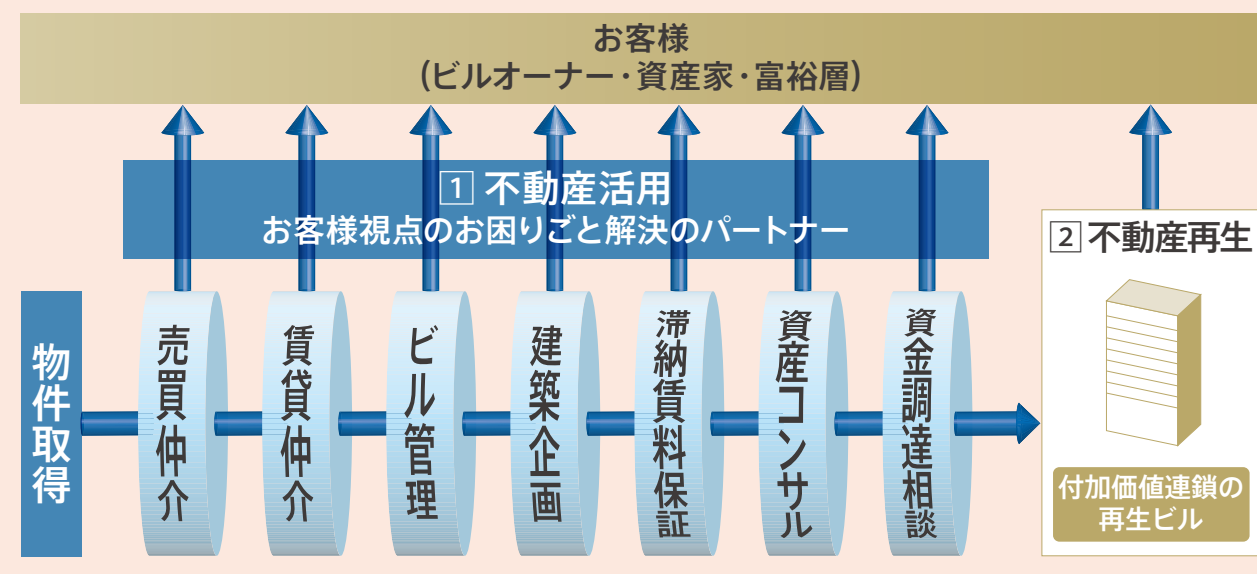 お客様
(ビルオーナー・資産家・富裕層)
1 不動産活用
お客様視点のお困りごと解決のパートナー
2 不動産再生
物件取得
売買仲介
賃貸仲介
ビル管理
建築企画
滞納賃料保証
資産コンサル
資金調達相談
付加価値連鎖の
再生ビル